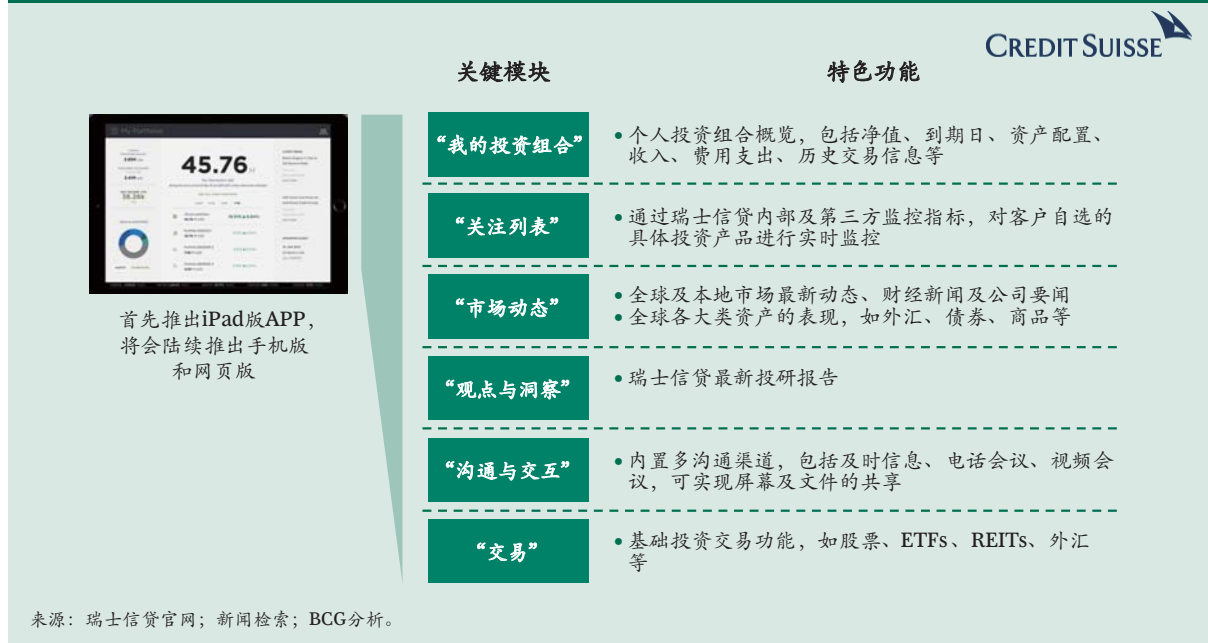 CREDIT SUISSE
关键模块
特色功能
My Portfolio
45.76
首先推出iPad版APP，
将会陆续推出手机版
和网页版
“我的投资组合”
•个人投资组合概览，包括净值、到期日、资产配置、
收入、费用支出、历史交易信息等
“关注列表”
•通过瑞士信贷内部及第三方监控指标，对客户自选的
具体投资产品进行实时监控
“市场动态”
•全球及本地市场最新动态、财经新闻及公司要闻
•全球各大类资产的表现，如外汇、债券、商品等
“观点与洞察”
•瑞士信贷最新投研报告
“沟通与交互”
•内置多沟通渠道，包括及时信息、电话会议、视频会
议，可实现屏幕及文件的共享
“交易”
•基础投资交易功能，如股票、ETFs、REITs、外汇
等
来源：瑞士信贷官网；新闻检索；BCG分析。